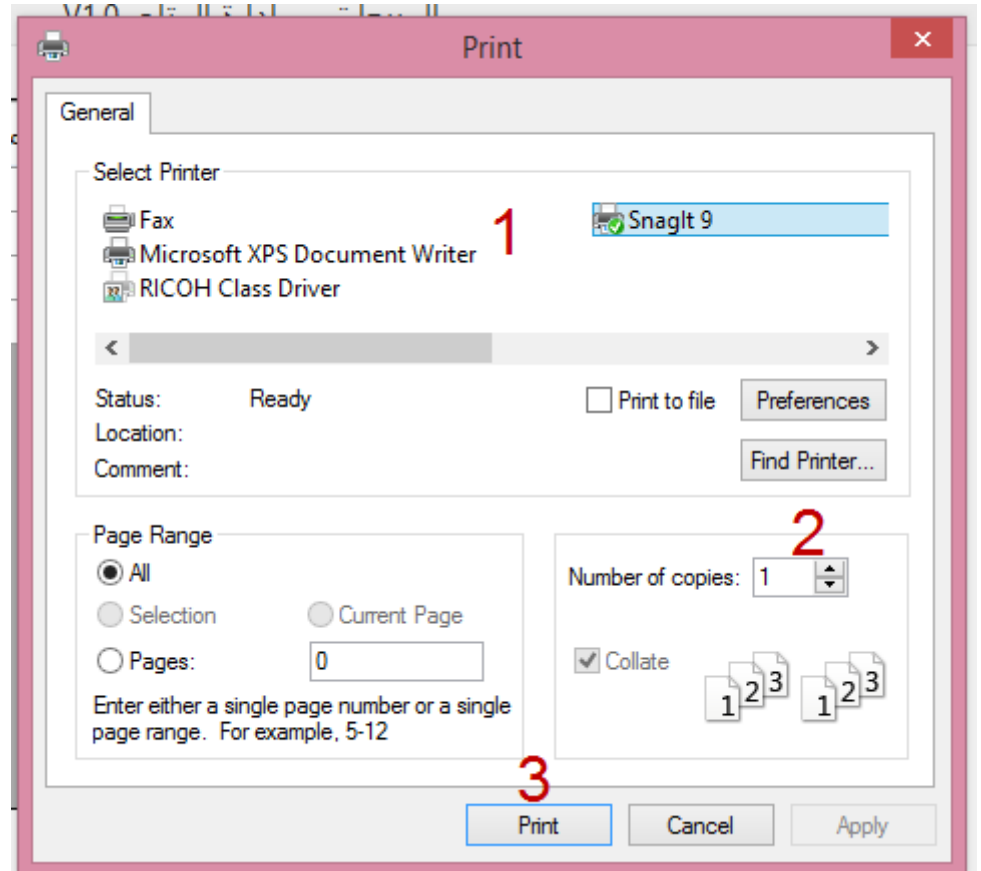 V1.0
Print
General
Select Printer
Fax
1
SnagIt 9
Microsoft XPS Document Writer
RICOH Class Driver
Status: Ready
Print to file
Preferences
Location:
Comment:
Find Printer...
Page Range
2
All
Number of copies: 1
Selection
Current Page
Pages: 0
Collate
1 2 3 1 2 3
Enter either a single page number or a single
page range. For example, 5-12
3
Print
Cancel
Apply